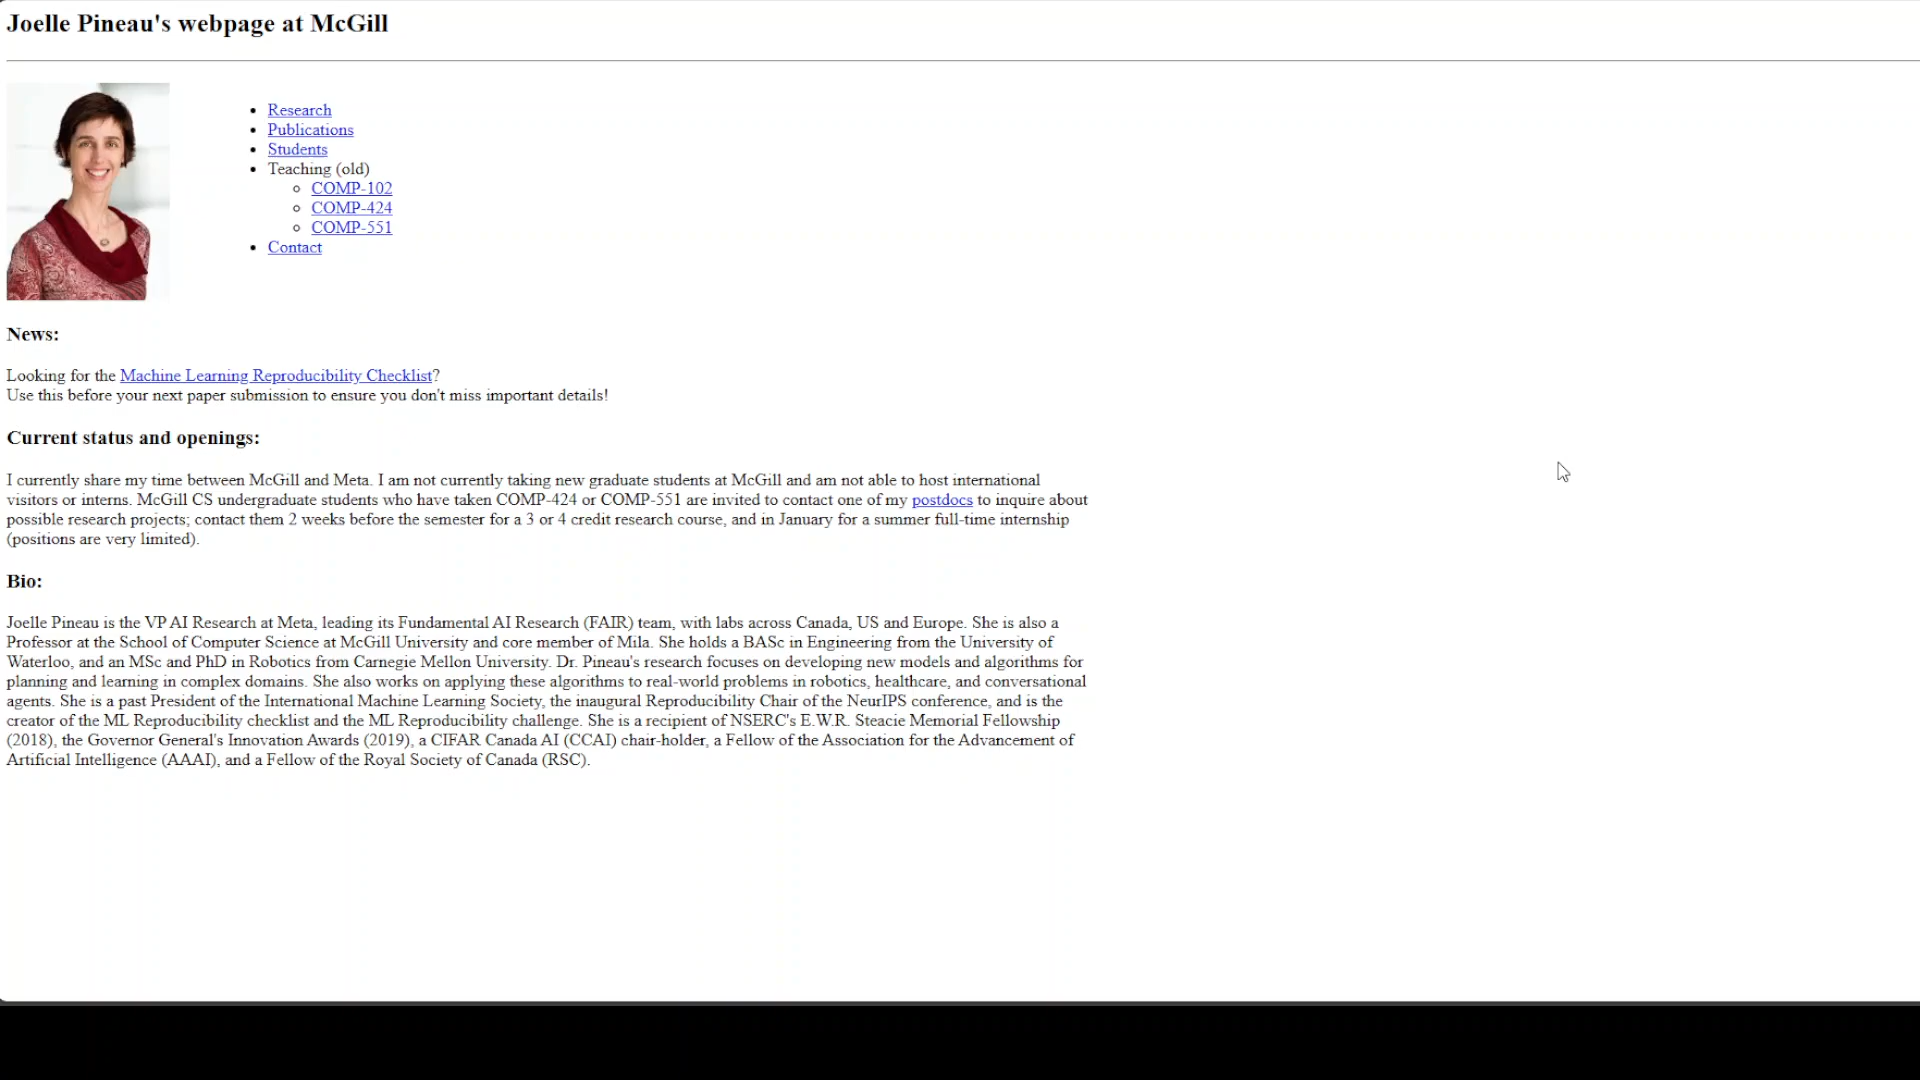 Joelle Pineau's webpage at McGill
Research
Publications
Students
Teaching (old)
COMP-102
COMP-424
COMP-551
Contact
News:
Looking for the Machine Learning Reproducibility Checklist?
Use this before your next paper submission to ensure you don't miss important details!
Current status and openings:
I currently share my time between McGill and Meta. I am not currently taking new graduate students at McGill and am not able to host international
visitors or interns. McGill CS undergraduate students who have taken COMP-424 or COMP-551 are invited to contact one of my postdocs to inquire about
possible research projects; contact them 2 weeks before the semester for a 3 or 4 credit research course, and in January for a summer full-time internship
(positions are very limited).
Bio:
Joelle Pineau is the VP AI Research at Meta, leading its Fundamental AI Research (FAIR) team, with labs across Canada, US and Europe. She is also a
Professor at the School of Computer Science at McGill University and core member of Mila. She holds a BASc in Engineering from the University of
Waterloo, and an MSc and PhD in Robotics from Carnegie Mellon University. Dr. Pineau's research focuses on developing new models and algorithms for
planning and learning in complex domains. She also works on applying these algorithms to real-world problems in robotics, healthcare, and conversational
agents. She is a past President of the International Machine Learning Society, the inaugural Reproducibility Chair of the NeurIPS conference, and is the
creator of the ML Reproducibility checklist and the ML Reproducibility challenge. She is a recipient of NSERC's E.W.R. Steacie Memorial Fellowship
(2018), the Governor General's Innovation Awards (2019), a CIFAR Canada AI (CCAI) chair-holder, a Fellow of the Association for the Advancement of
Artificial Intelligence (AAAI), and a Fellow of the Royal Society of Canada (RSC).